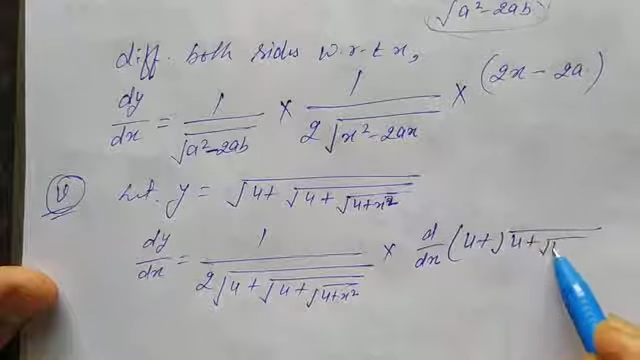 √(a²-2ab)
diff. both sides w.r.t x,
dy/dx = 1/√(a²-2ab) × 1/(2√(x²-2ax)) × (2x - 2a)
(v) Let y = √(4+√(4+√(4+x²)))
dy/dx = 1/(2√(4+√(4+√(4+x²)))) × d/dx (4+√(4+√